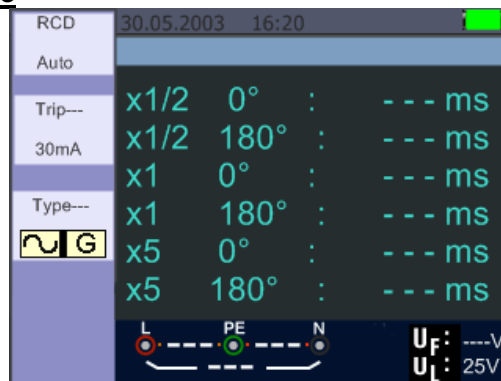 RCD
Auto
Trip---
30mA
Type---
G
30.05.2003 16:20
x1/2 0° : - - - ms
x1/2 180° : - - - ms
x1 0° : - - - ms
x1 180° : - - - ms
x5 0° : - - - ms
x5 180° : - - - ms
L PE N
UF: ----V
UL: 25V